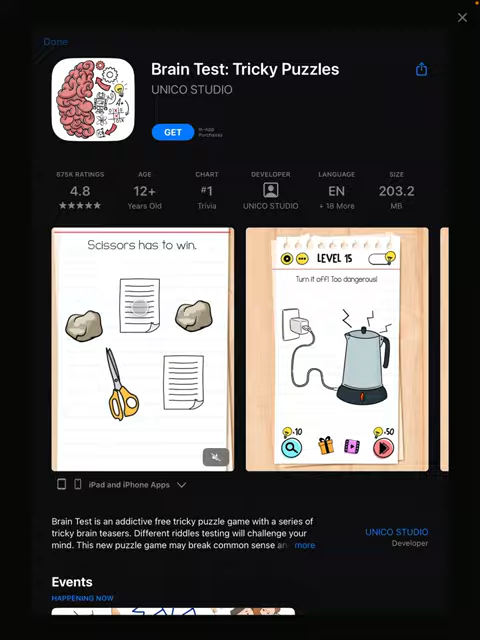 Done
Brain Test: Tricky Puzzles
UNICO STUDIO
GET
In-App
Purchases
875K RATINGS
4.8
★★★★★
AGE
12+
Years Old
CHART
#1
Trivia
DEVELOPER
UNICO STUDIO
LANGUAGE
EN
+ 18 More
SIZE
203.2
MB
Scissors has to win.
LEVEL 15
Turn it off! Too dangerous!
-10
-50
iPad and iPhone Apps
Brain Test is an addictive free tricky puzzle game with a series of
tricky brain teasers. Different riddles testing will challenge your
mind. This new puzzle game may break common sense an more
UNICO STUDIO
Developer
Events
HAPPENING NOW